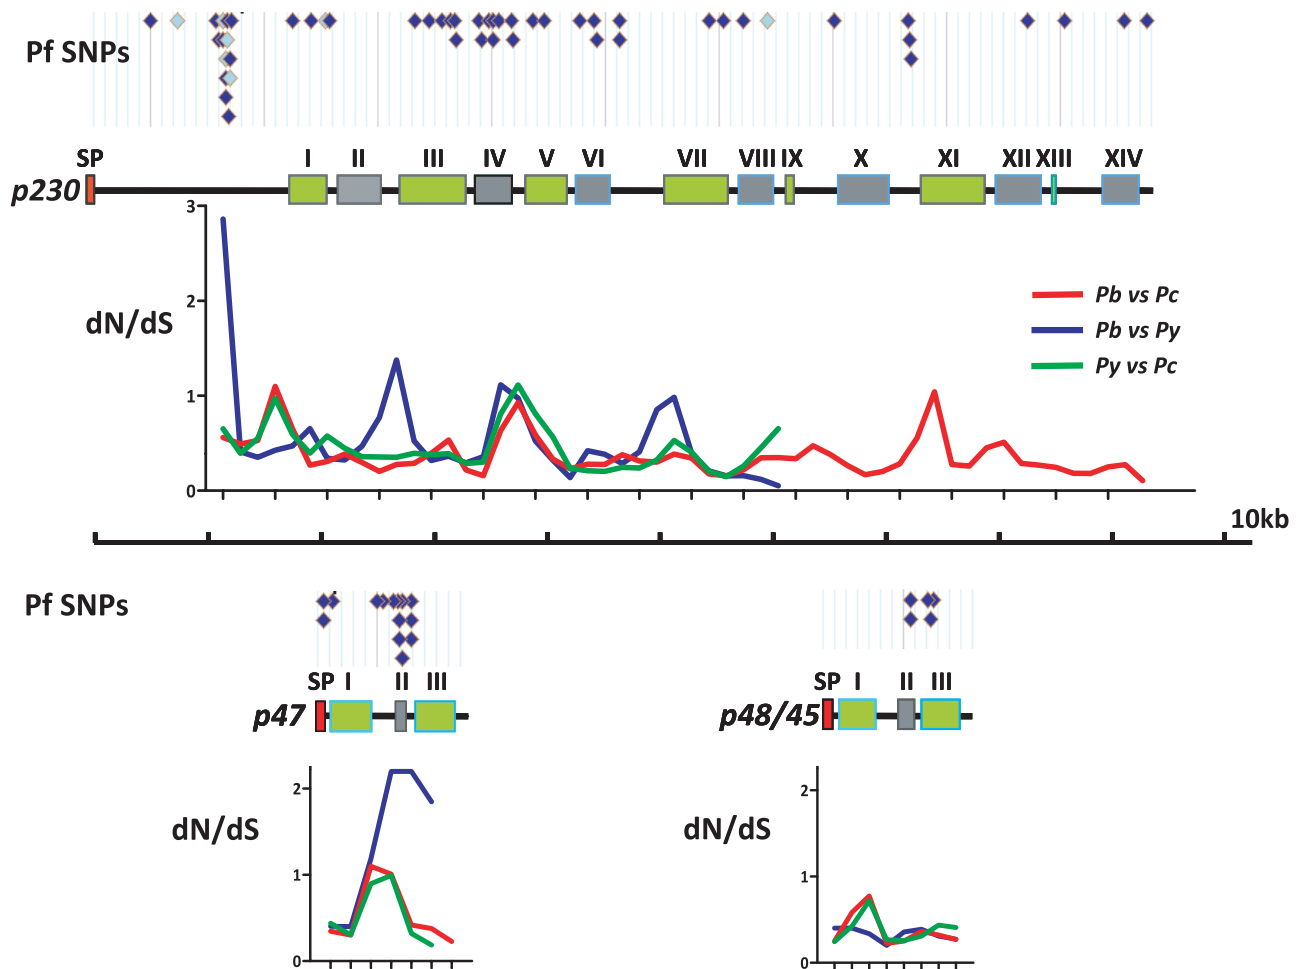 Pf SNPs
SP I II III IV V VI VII VIII IX X XI XII XIII XIV
p230
3
2
1
0
dN/dS
Pb vs Pc
Pb vs Py
Py vs Pc
10kb
Pf SNPs
SP I II III
p47
SP I II III
p48/45
2
1
0
dN/dS
2
1
0
dN/dS